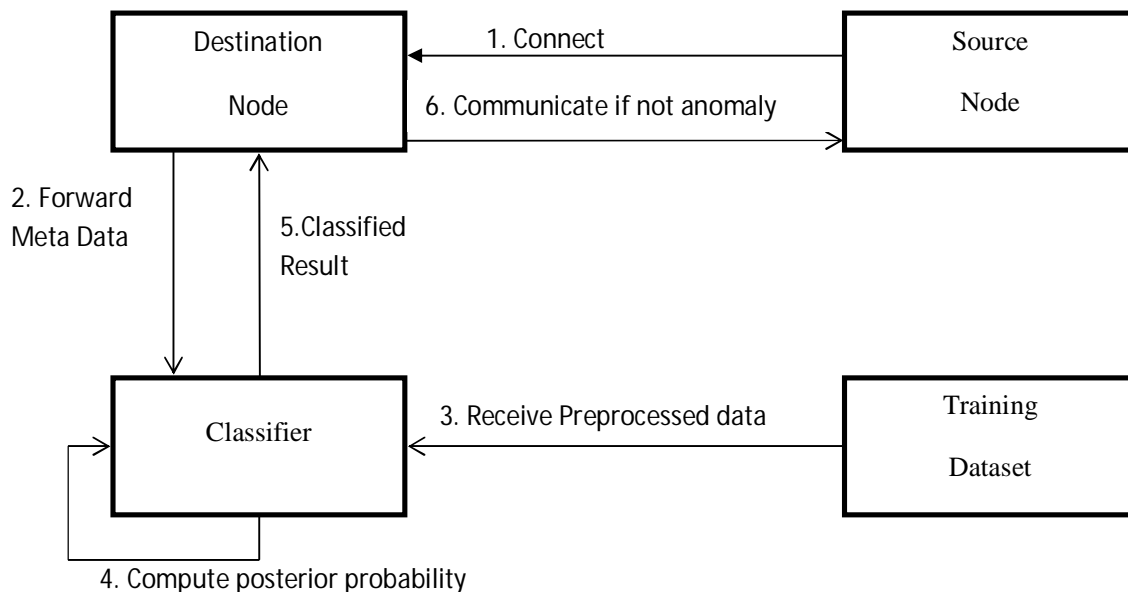 Destination
Node
1. Connect
Source
Node
6. Communicate if not anomaly
2. Forward
Meta Data
5.Classified
Result
Classifier
3. Receive Preprocessed data
Training
Dataset
4. Compute posterior probability